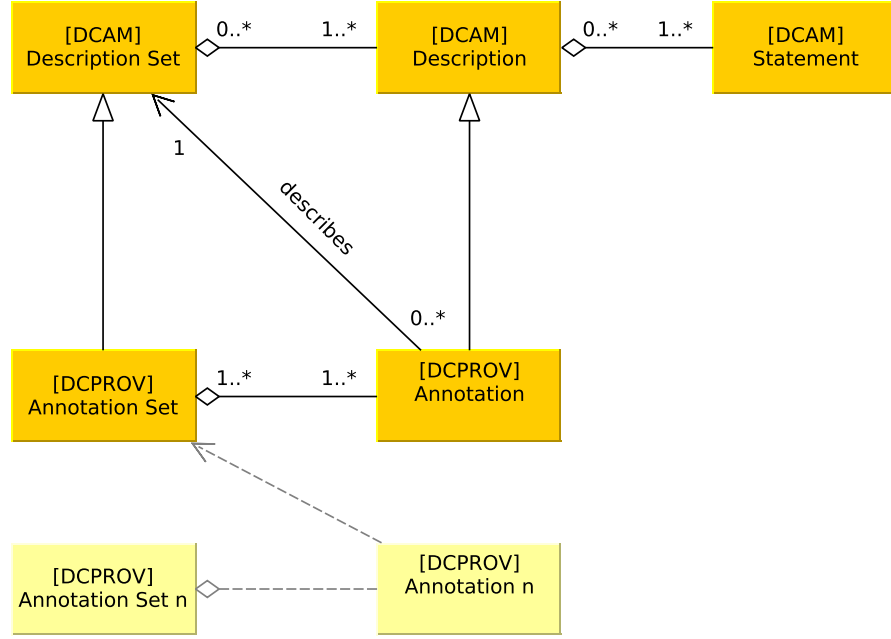 [DCAM]
Description Set
0..*
1..*
[DCAM]
Description
0..*
1..*
[DCAM]
Statement
1
describes
0..*
[DCPROV]
Annotation Set
1..*
1..*
[DCPROV]
Annotation
[DCPROV]
Annotation Set n
[DCPROV]
Annotation n